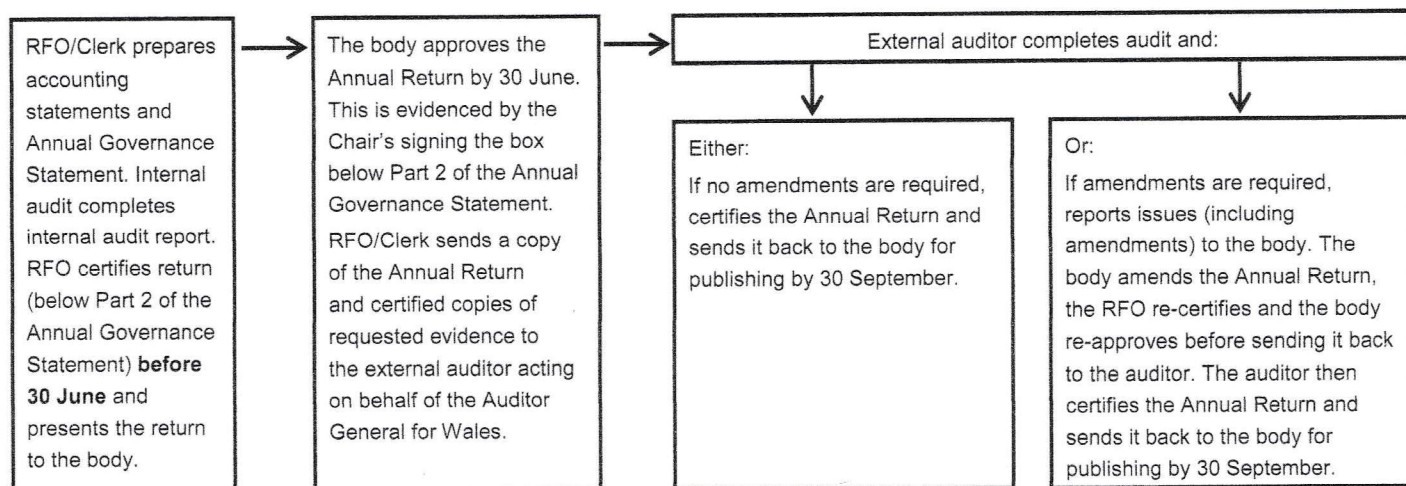 RFO/Clerk prepares
accounting
statements and
Annual Governance
Statement. Internal
audit completes
internal audit report.
RFO certifies return
(below Part 2 of the
Annual Governance
Statement) before
30 June and
presents the return
to the body.
The body approves the
Annual Return by 30 June.
This is evidenced by the
Chair's signing the box
below Part 2 of the Annual
Governance Statement.
RFO/Clerk sends a copy
of the Annual Return
and certified copies of
requested evidence to
the external auditor acting
on behalf of the Auditor
General for Wales.
External auditor completes audit and:
Either:
If no amendments are required,
certifies the Annual Return and
sends it back to the body for
publishing by 30 September.
Or:
If amendments are required,
reports issues (including
amendments) to the body. The
body amends the Annual Return,
the RFO re-certifies and the body
re-approves before sending it back
to the auditor. The auditor then
certifies the Annual Return and
sends it back to the body for
publishing by 30 September.